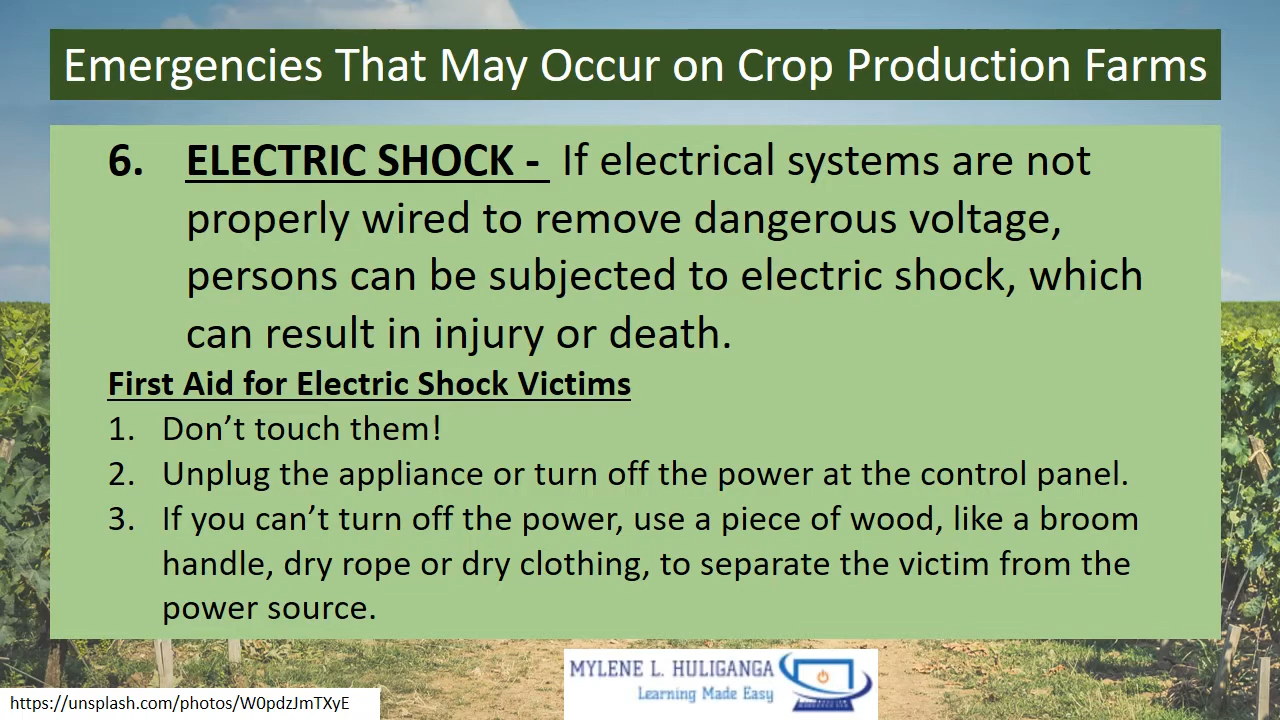 Emergencies That May Occur on Crop Production Farms
6. ELECTRIC SHOCK - If electrical systems are not
properly wired to remove dangerous voltage,
persons can be subjected to electric shock, which
can result in injury or death.
First Aid for Electric Shock Victims
1. Don’t touch them!
2. Unplug the appliance or turn off the power at the control panel.
3. If you can’t turn off the power, use a piece of wood, like a broom
handle, dry rope or dry clothing, to separate the victim from the
power source.
MYLENE L. HULIGANGA
Learning Made Easy
https://unsplash.com/photos/W0pdzJmTXyE